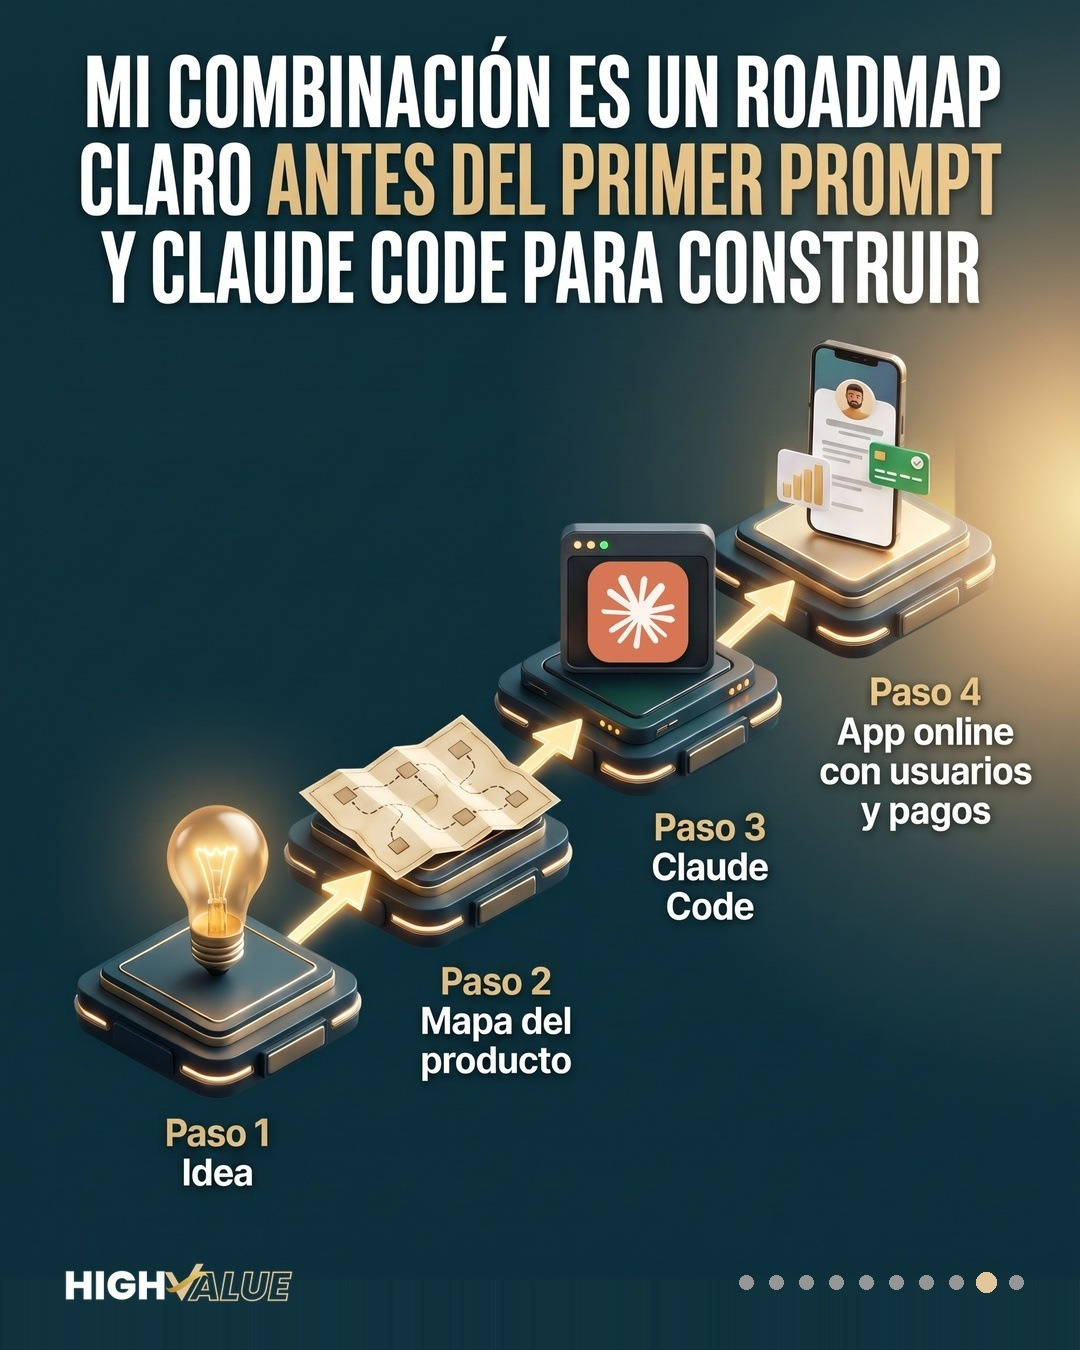 MI COMBINACIÓN ES UN ROADMAP
CLARO ANTES DEL PRIMER PROMPT
Y CLAUDE CODE PARA CONSTRUIR
Paso 4
App online
con usuarios
y pagos
Paso 3
Claude
Code
Paso 2
Mapa del
producto
Paso 1
Idea
HIGHVALUE